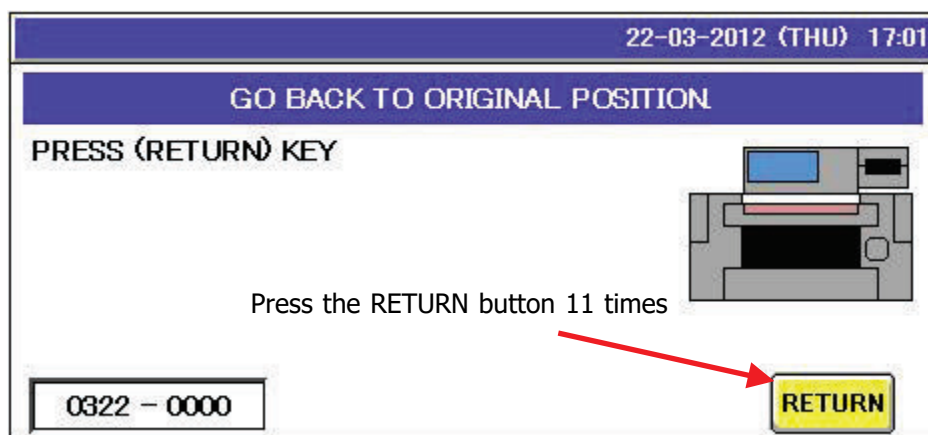 22-03-2012 (THU) 17:01
GO BACK TO ORIGINAL POSITION.
PRESS (RETURN) KEY
Press the RETURN button 11 times
0322 - 0000
RETURN